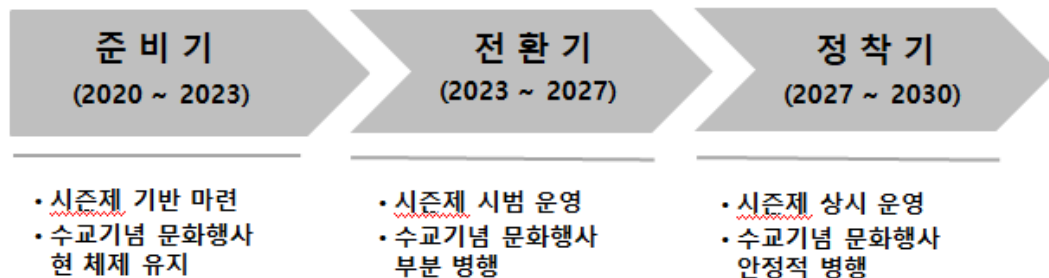 준 비 기
(2020 ~ 2023)
• 시즌제 기반 마련
• 수교기념 문화행사
현 체제 유지
전 환 기
(2023 ~ 2027)
• 시즌제 시범 운영
• 수교기념 문화행사
부분 병행
정 착 기
(2027 ~ 2030)
• 시즌제 상시 운영
• 수교기념 문화행사
안정적 병행